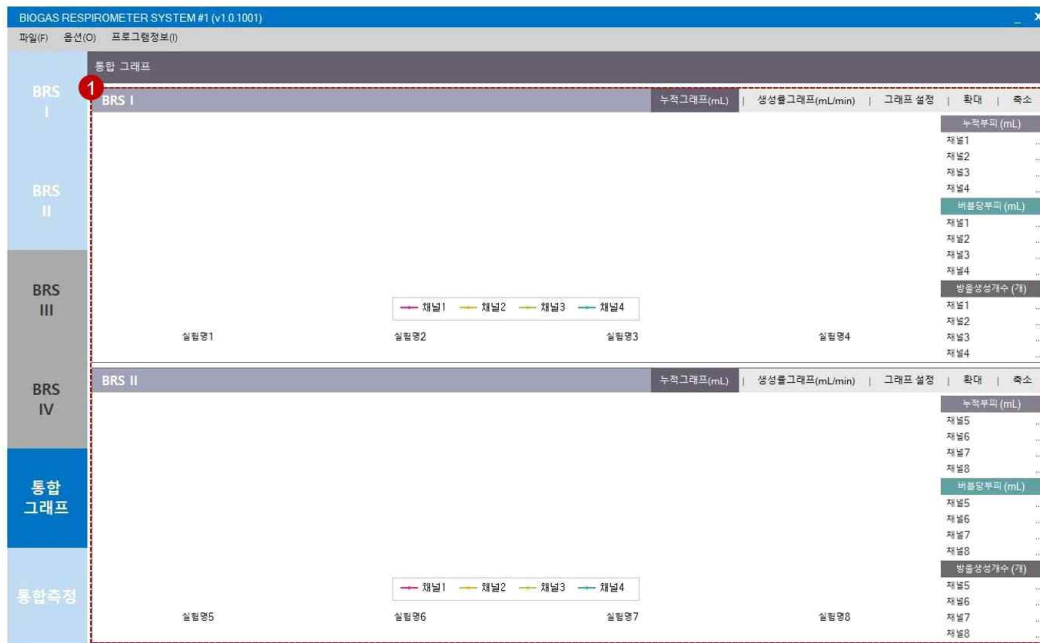 BIOGAS RESPIROMETER SYSTEM #1 (v1.0.1001)
파일(F) 옵션(O) 프로그램정보(I)
BRS
I
BRS
II
BRS
III
BRS
IV
통합
그래프
통합측정
통합 그래프
1
BRS I 누적그래프(mL) | 생성률그래프(mL/min) | 그래프 설정 | 확대 | 축소
누적부피 (mL)
채널1 ..
채널2 ..
채널3 ..
채널4 ..
버블당부피 (mL)
채널1 ..
채널2 ..
채널3 ..
채널4 ..
방울생성개수 (개)
채널1 ..
채널2 ..
채널3 ..
채널4 ..
채널1 채널2 채널3 채널4
실험명1 실험명2 실험명3 실험명4
BRS II 누적그래프(mL) | 생성률그래프(mL/min) | 그래프 설정 | 확대 | 축소
누적부피 (mL)
채널5 ..
채널6 ..
채널7 ..
채널8 ..
버블당부피 (mL)
채널5 ..
채널6 ..
채널7 ..
채널8 ..
방울생성개수 (개)
채널5 ..
채널6 ..
채널7 ..
채널8 ..
채널1 채널2 채널3 채널4
실험명5 실험명6 실험명7 실험명8